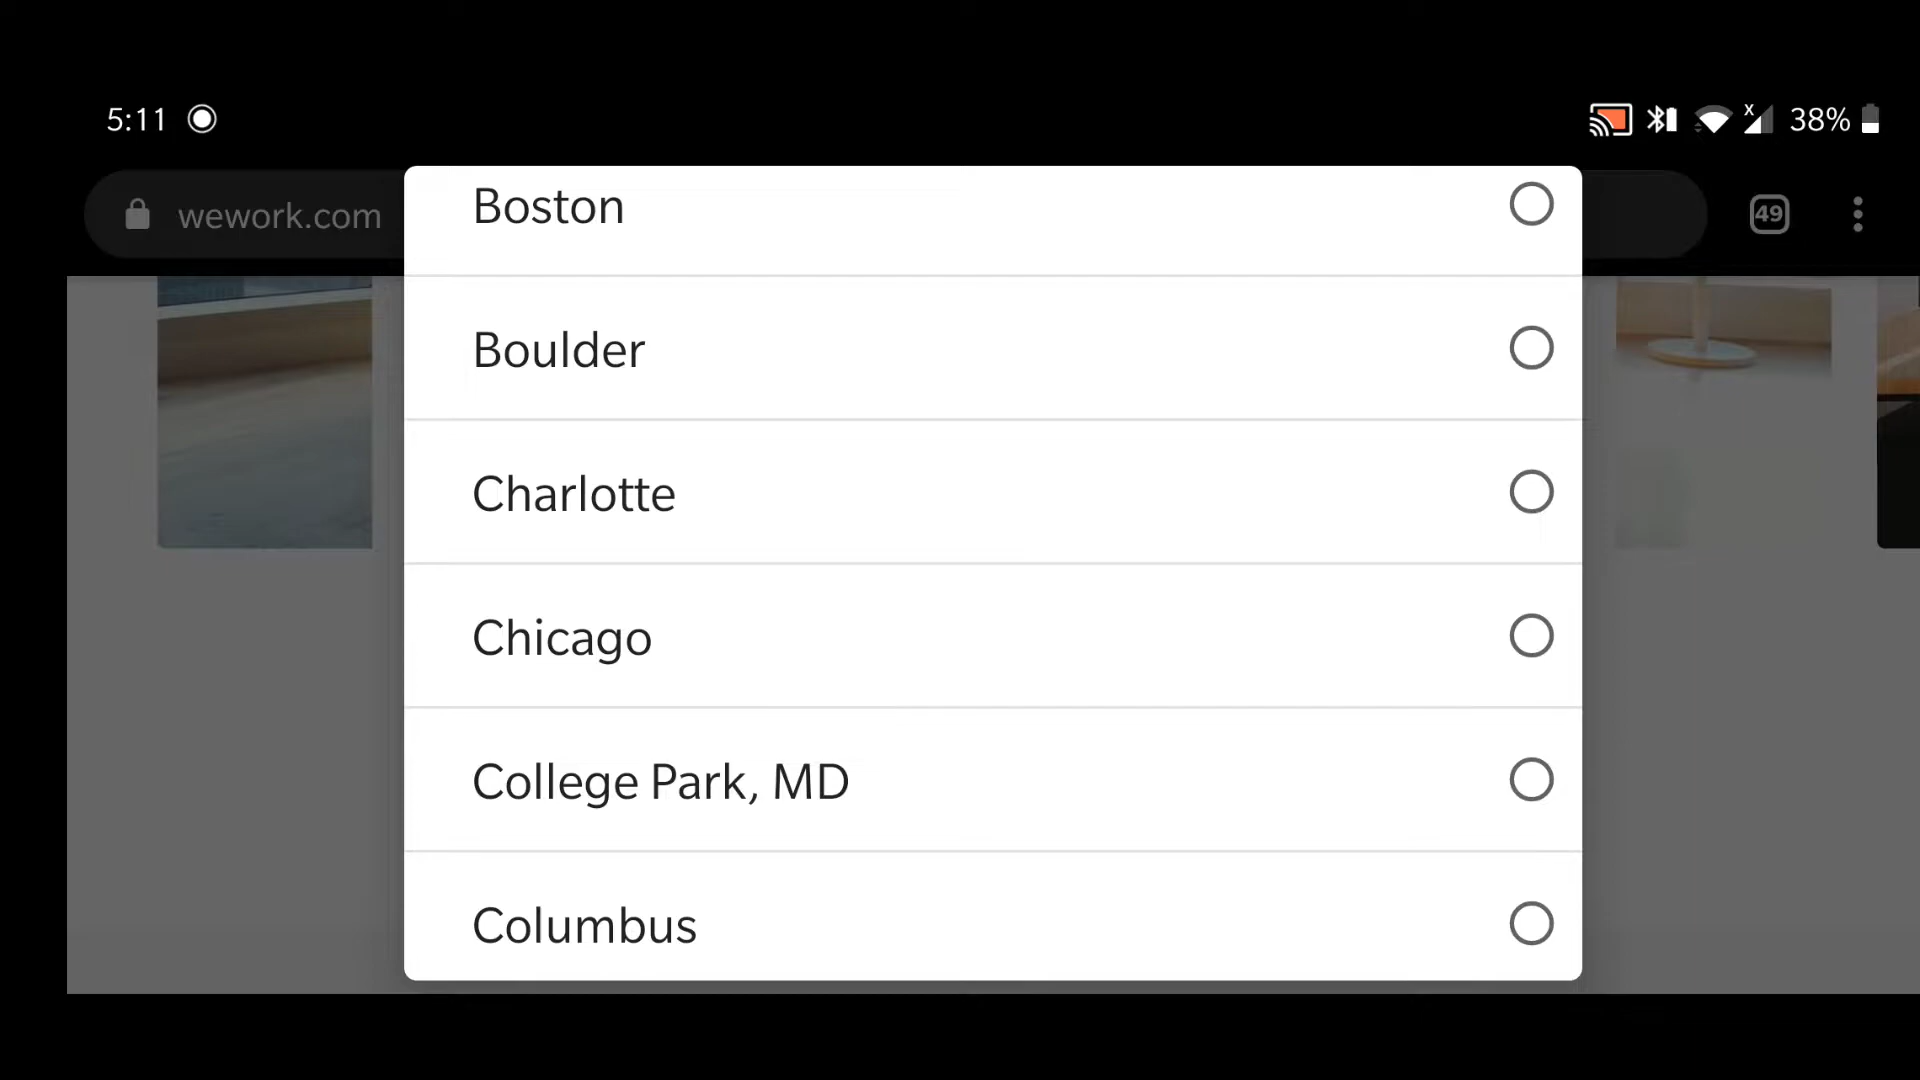 5:11
x 38%
wework.com
49
Boston
Boulder
Charlotte
Chicago
College Park, MD
Columbus